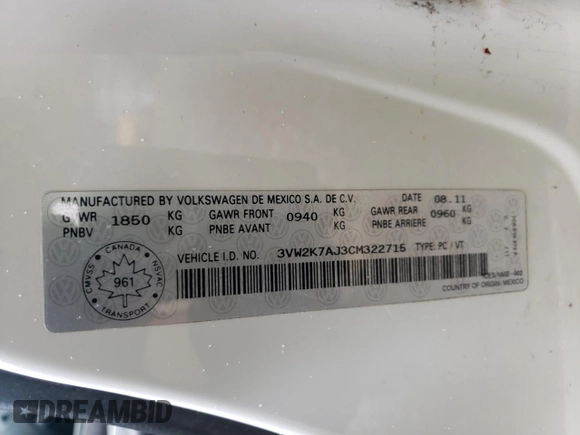 MANUFACTURED BY VOLKSWAGEN DE MEXICO S.A. DE C.V. DATE 08.11
GVWR 1850 KG GAWR FRONT 0940 KG GAWR REAR 0960 KG
PNBV KG PNBE AVANT KG PNBE ARRIERE KG
VEHICLE I.D. NO. 3VW2K7AJ3CM322716 TYPE: PC / VT
CANADA
CMVSS 961 NSVAC
TRANSPORT
COUNTRY OF ORIGIN: MEXICO
DREAMBID